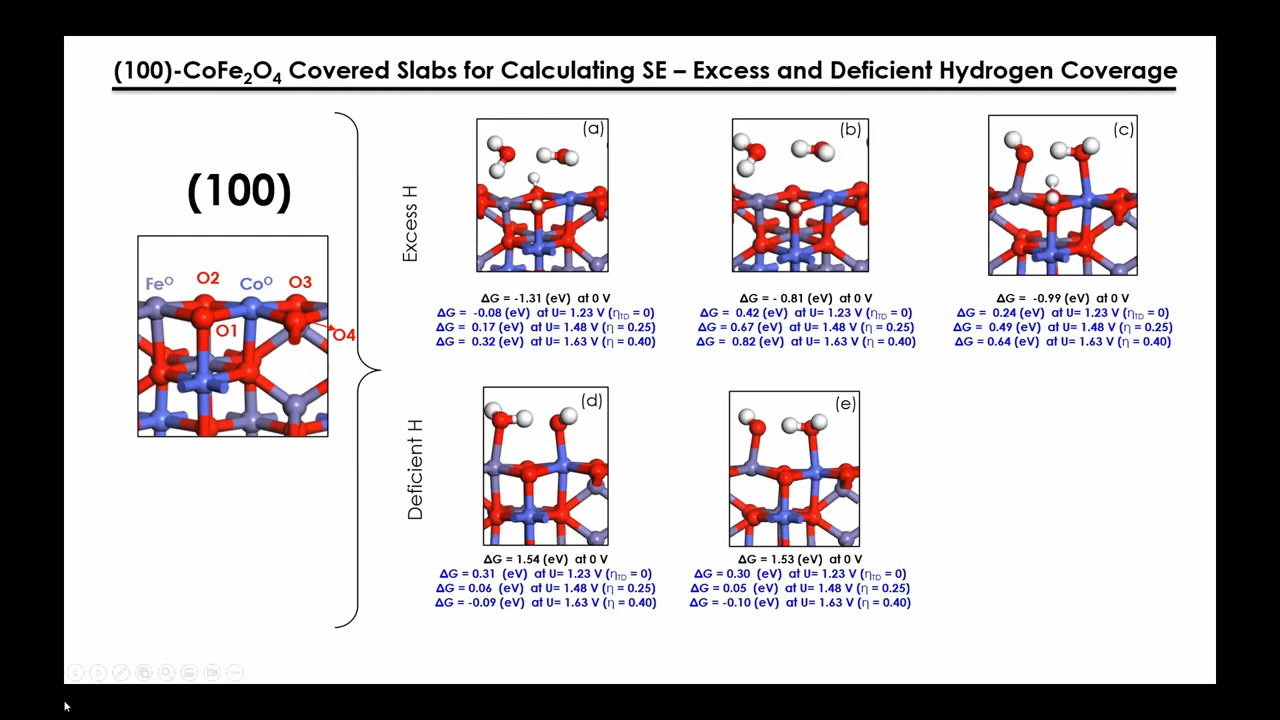 (100)-CoFe₂O₄ Covered Slabs for Calculating SE – Excess and Deficient Hydrogen Coverage
(100)
Feᴼ
O2
Coᴼ
O3
O1
O4
Excess H
(a)
ΔG = -1.31 (eV) at 0 V
ΔG = -0.08 (eV) at U= 1.23 V (ηTD = 0)
ΔG = 0.17 (eV) at U= 1.48 V (η = 0.25)
ΔG = 0.32 (eV) at U= 1.63 V (η = 0.40)
(b)
ΔG = - 0.81 (eV) at 0 V
ΔG = 0.42 (eV) at U= 1.23 V (ηTD = 0)
ΔG = 0.67 (eV) at U= 1.48 V (η = 0.25)
ΔG = 0.82 (eV) at U= 1.63 V (η = 0.40)
(c)
ΔG = -0.99 (eV) at 0 V
ΔG = 0.24 (eV) at U= 1.23 V (ηTD = 0)
ΔG = 0.49 (eV) at U= 1.48 V (η = 0.25)
ΔG = 0.64 (eV) at U= 1.63 V (η = 0.40)
Deficient H
(d)
ΔG = 1.54 (eV) at 0 V
ΔG = 0.31 (eV) at U= 1.23 V (ηTD = 0)
ΔG = 0.06 (eV) at U= 1.48 V (η = 0.25)
ΔG = -0.09 (eV) at U= 1.63 V (η = 0.40)
(e)
ΔG = 1.53 (eV) at 0 V
ΔG = 0.30 (eV) at U= 1.23 V (ηTD = 0)
ΔG = 0.05 (eV) at U= 1.48 V (η = 0.25)
ΔG = -0.10 (eV) at U= 1.63 V (η = 0.40)